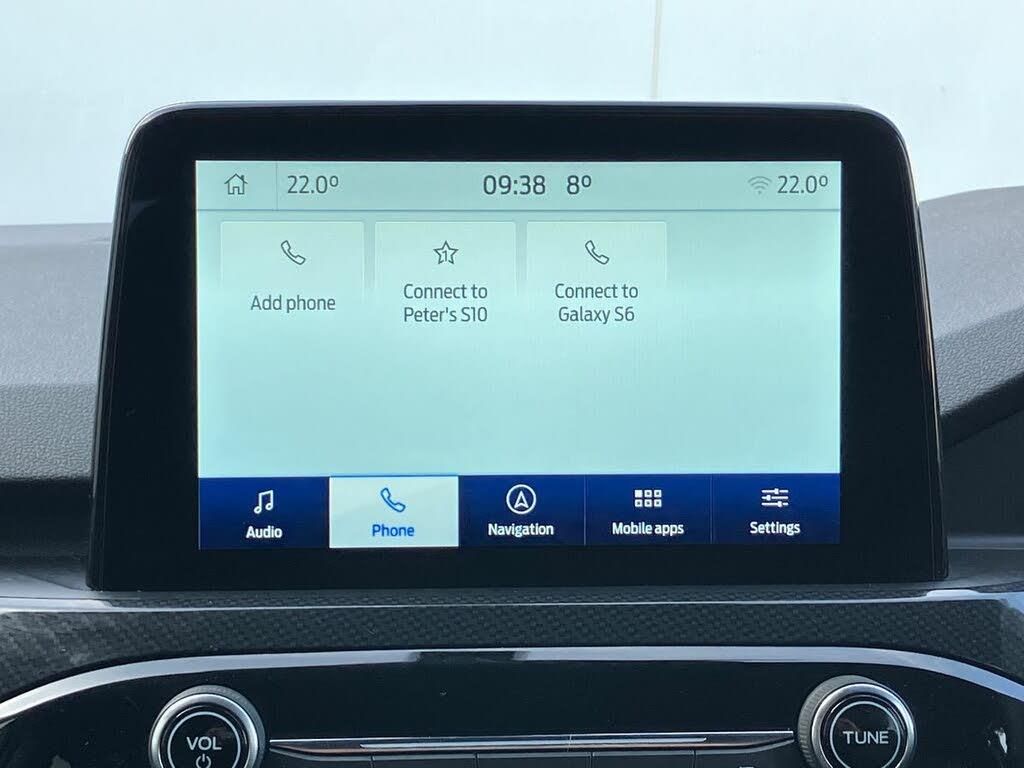 22.0° 09:38 8° 22.0°
1
Add phone
Connect to
Peter's S10
Connect to
Galaxy S6
Audio
Phone
Navigation
Mobile apps
Settings
VOL
TUNE